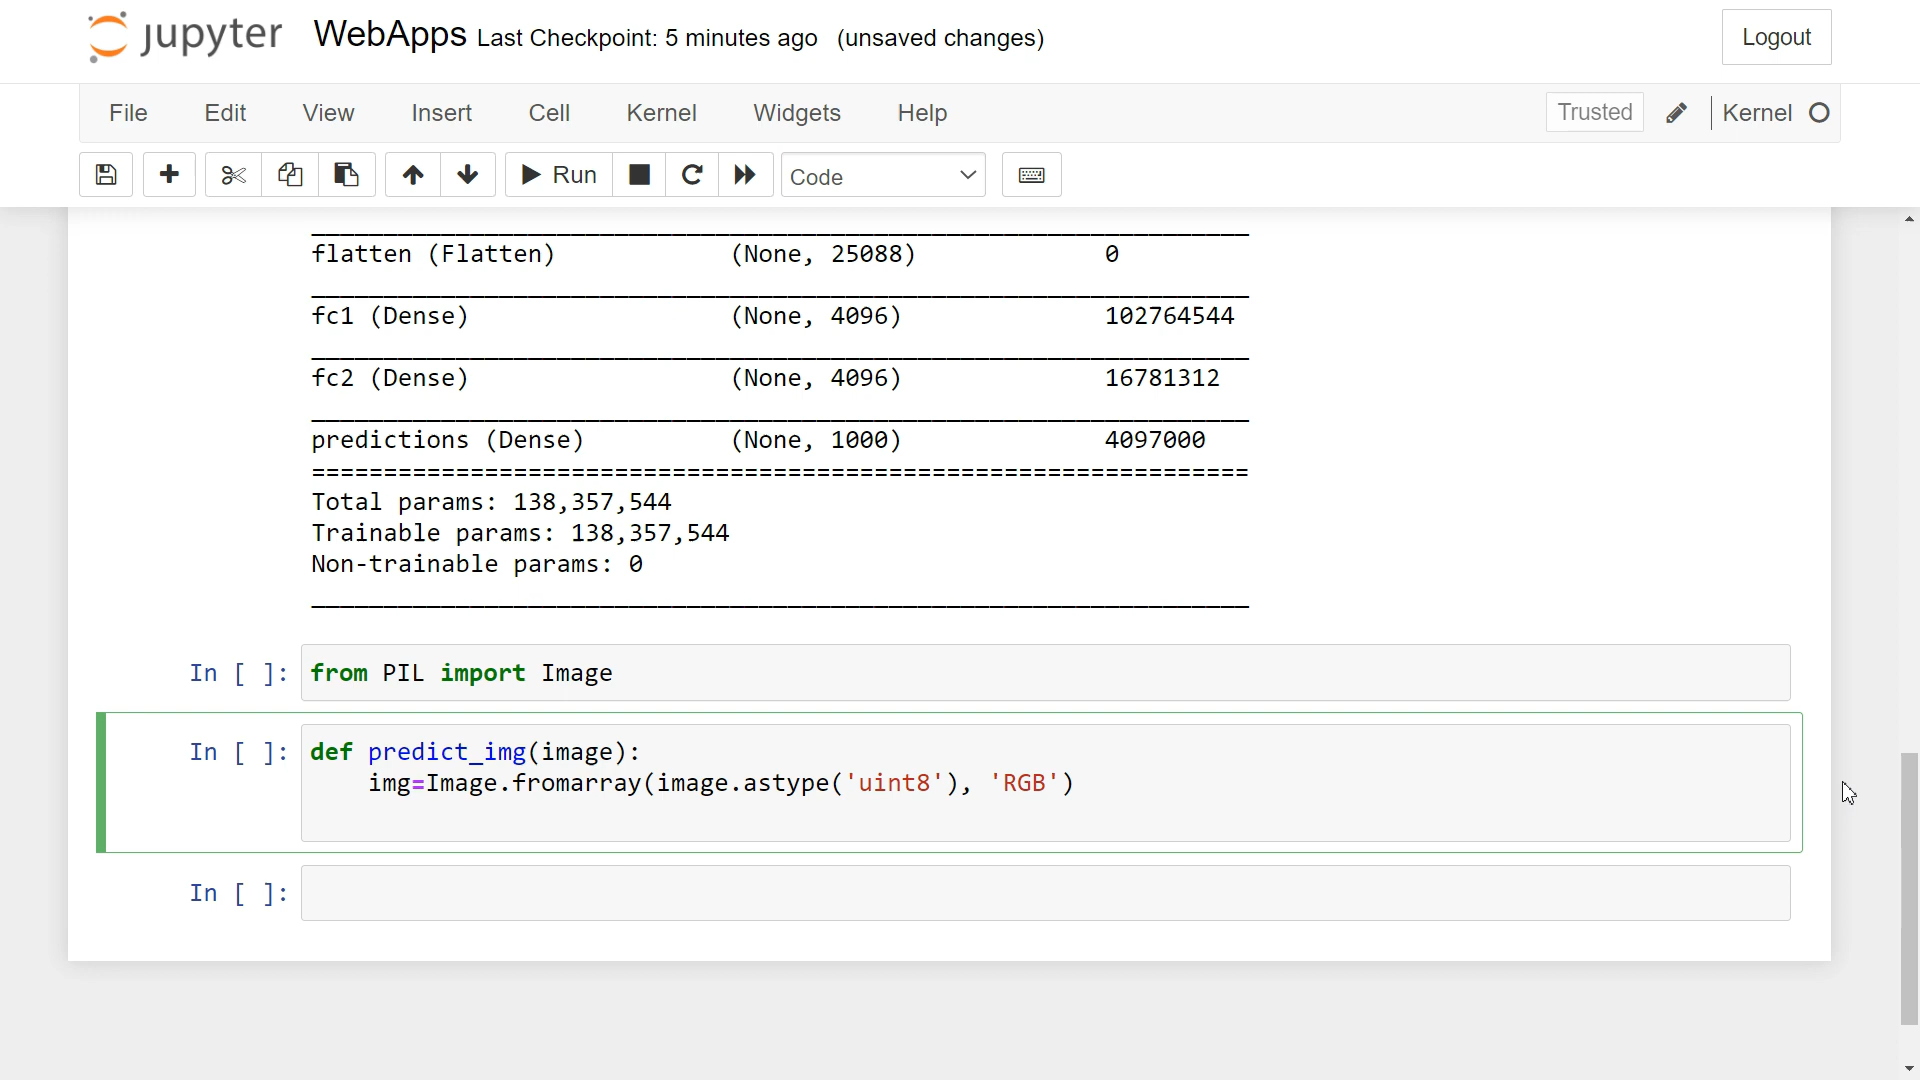 jupyter WebApps Last Checkpoint: 5 minutes ago (unsaved changes) Logout
File Edit View Insert Cell Kernel Widgets Help Trusted Kernel
Run Code
flatten (Flatten) (None, 25088) 0
fc1 (Dense) (None, 4096) 102764544
fc2 (Dense) (None, 4096) 16781312
predictions (Dense) (None, 1000) 4097000
=================================================================
Total params: 138,357,544
Trainable params: 138,357,544
Non-trainable params: 0
In [ ]: from PIL import Image
In [ ]: def predict_img(image):
img=Image.fromarray(image.astype('uint8'), 'RGB')
In [ ]: